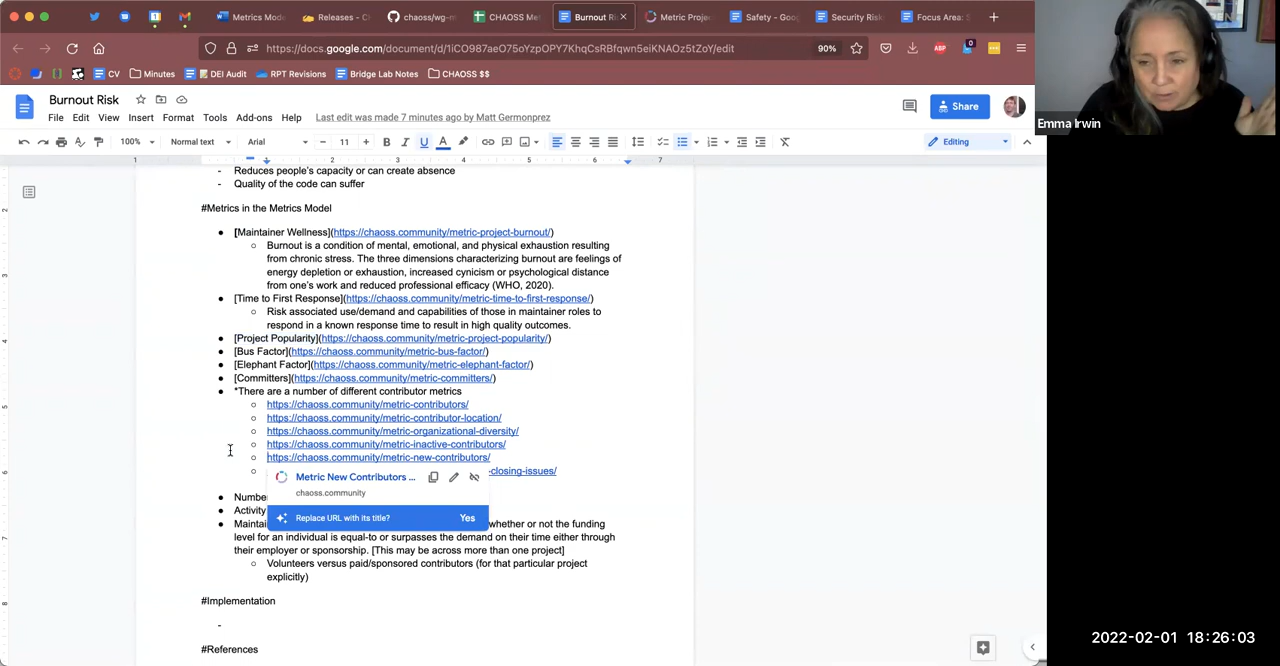 Metrics Mod
Releases - C
chaoss/wg-m
CHAOSS Me
Burnout Ri
Metric Proje
Safety - Goo
Security Risk
Focus Area: S
https://docs.google.com/document/d/1iCO987aeO75oYzpOPY7KhqCsRBfqwn5eiKNAOz5tZoY/edit
90%
ABP
0
CV
Minutes
DEI Audit
RPT Revisions
Bridge Lab Notes
CHAOSS $$
Burnout Risk
Share
File Edit View Insert Format Tools Add-ons Help Last edit was made 7 minutes ago by Matt Germonprez
100% Normal text Arial 11 B I U A Editing
1 1 2 3 4 5 6 7
- Reduces people's capacity or can create absence
- Quality of the code can suffer
#Metrics in the Metrics Model
[Maintainer Wellness](https://chaoss.community/metric-project-burnout/)
Burnout is a condition of mental, emotional, and physical exhaustion resulting
from chronic stress. The three dimensions characterizing burnout are feelings of
energy depletion or exhaustion, increased cynicism or psychological distance
from one's work and reduced professional efficacy (WHO, 2020).
[Time to First Response](https://chaoss.community/metric-time-to-first-response/)
Risk associated use/demand and capabilities of those in maintainer roles to
respond in a known response time to result in high quality outcomes.
[Project Popularity](https://chaoss.community/metric-project-popularity/)
[Bus Factor](https://chaoss.community/metric-bus-factor/)
[Elephant Factor](https://chaoss.community/metric-elephant-factor/)
[Committers](https://chaoss.community/metric-committers/)
*There are a number of different contributor metrics
https://chaoss.community/metric-contributors/
https://chaoss.community/metric-contributor-location/
https://chaoss.community/metric-organizational-diversity/
https://chaoss.community/metric-inactive-contributors/
https://chaoss.community/metric-new-contributors/
-closing-issues/
Metric New Contributors ...
chaoss.community
Replace URL with its title? Yes
Numbe
Activity
Maintai whether or not the funding
level for an individual is equal-to or surpasses the demand on their time either through
their employer or sponsorship. [This may be across more than one project]
Volunteers versus paid/sponsored contributors (for that particular project
explicitly)
#Implementation
-
#References
Emma Irwin
2022-02-01 18:26:03